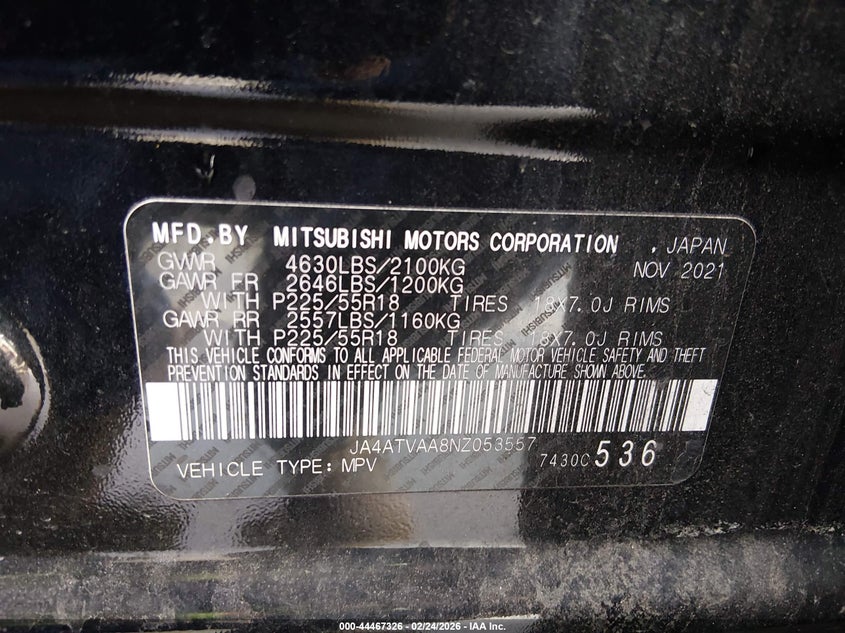 MFD.BY MITSUBISHI MOTORS CORPORATION , JAPAN
GVWR 4630LBS/2100KG NOV 2021
GAWR FR 2646LBS/1200KG
WITH P225/55R18 TIRES 18X7.0J RIMS
GAWR RR 2557LBS/1160KG
WITH P225/55R18 TIRES 18X7.0J RIMS
THIS VEHICLE CONFORMS TO ALL APPLICABLE FEDERAL MOTOR VEHICLE SAFETY AND THEFT
PREVENTION STANDARDS IN EFFECT ON THE DATE OF MANUFACTURE SHOWN ABOVE.
JA4ATVAA8NZ053557
VEHICLE TYPE: MPV 7430C 536
000-44467326 - 02/24/2026 - IAA Inc.